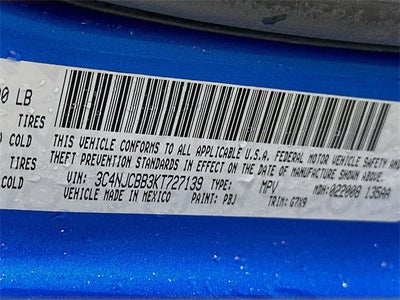 00 LB
TIRES
COLD
TIRES
COLD
THIS VEHICLE CONFORMS TO ALL APPLICABLE U.S.A. FEDERAL MOTOR VEHICLE SAFETY AND
THEFT PREVENTION STANDARDS IN EFFECT ON THE DATE OF MANUFACTURE SHOWN ABOVE
VIN: 3C4NJCBB3KT727139 TYPE: MPV MDH: 022008 135AA
VEHICLE MADE IN MEXICO PAINT: PBJ TRIM: G7X9